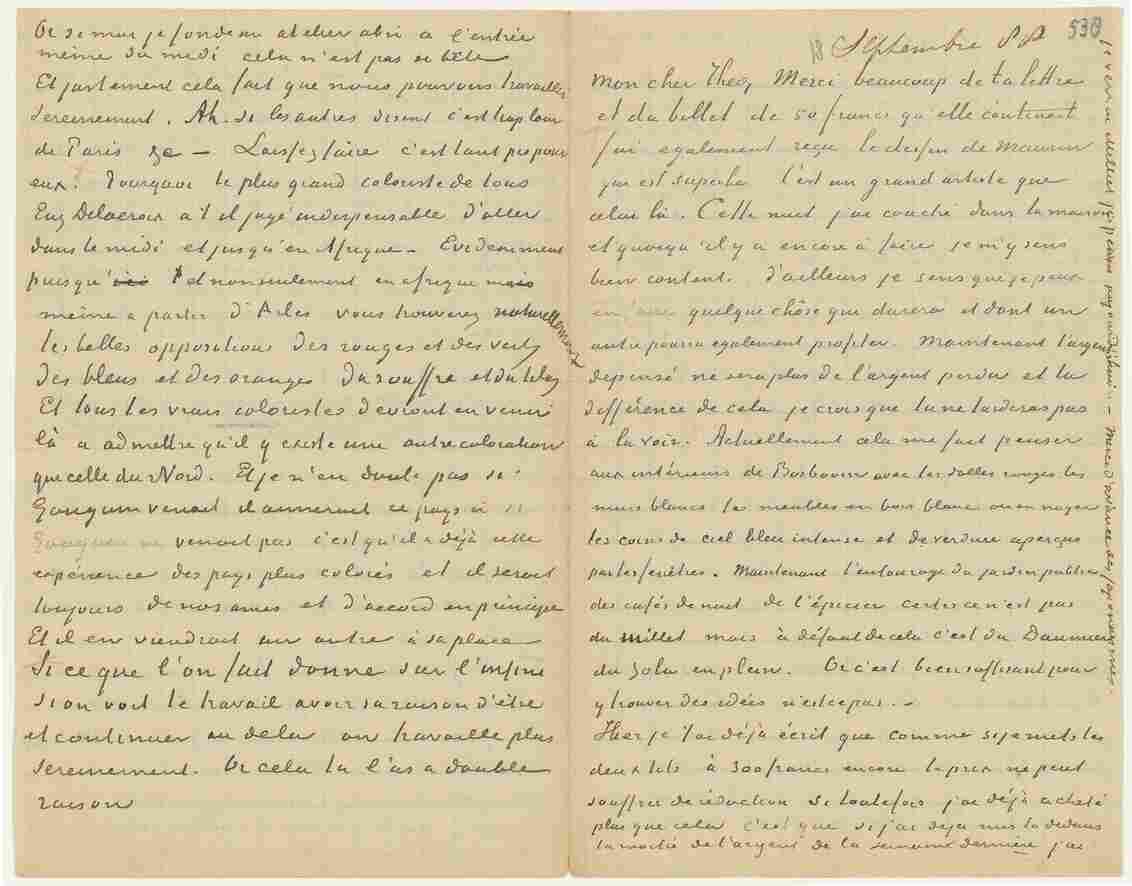 Or si moi je fonde un atelier abri à l'entrée
même du midi cela n'est pas si bête
Et justement cela fait que nous pouvons travailler
sereinement. Ah. si les autres disent c'est trop loin
de Paris &c — Laissez faire c'est tant pis pour
eux. Pourquoi le plus grand coloriste de tous
Eug Delacroix a t'il jugé indispensable d'aller
dans le midi et jusqu'en Afrique — Evidemment
puisqu' et non seulement en afrique mais
même a partir d'Arles vous trouverez naturellement
les belles oppositions des rouges et des verts
des bleus et des oranges du souffre et du lilas
Et tous les vrais coloristes devront en venir
là a admettre qu'il y existe une autre coloration
que celle du Nord. Et je n'en doute pas si
Gauguin venait il aimerait ce pays ci si
Gauguin ne venait pas c'est qu'il a déjà cette
expérience des pays plus colorés et il serait
toujours de nos amis et d'accord en principe
Et il en viendrait un autre à sa place
Si ce que l'on fait donne sur l'infini
si on voit le travail avoir sa raison d'être
et continuer au delà on travaille plus
sereinement. Or cela tu l'as a double
raison
18 Septembre 88
538
mon cher Theo, Merci beaucoup de ta lettre
et du billet de 50 francs qu'elle contenait
j'ai également reçu le dessin de Maurin
qui est superbe l'est un grand artiste que
celui là. Cette nuit j'ai couché dans la maison
et quoiqu'il y a encore à faire je m'y sens
bien content. D'ailleurs je sens que je peux
en faire quelque chôse que durera et dont un
autre pourra également profiter. Maintenant l'argent
depensé ne sera plus de l'argent perdu et la
différence de cela je crois que tu ne tarderas pas
à la voir. Actuellement cela me fait penser
aux intérieurs de Bosboom avec les dalles rouges les
murs blancs les meubles en bois blanc ou en noyer
les coins de ciel bleu intense et de verdure aperçus
par les fenêtres. Maintenant l'entourage du jardin public
des cafés de nuit de l'épicier certes ce n'est pas
du Millet mais à défaut de cela c'est du Daumier
du Zola en plein. Or c'est bien suffisant pour
y trouver des idées n'est ce pas. -
Hier je t'ai déjà écrit que comme si je mets les
deux lits à 300 francs encore le prix ne peut
souffrir de réduction Si toutefois j'ai déjà acheté
plus que cela c'est que si j'ai déja mis là dedans
la moitié de l'argent de la semaine dernière j'ai
aujourd'hui — Merci d'avance des japonaiseries.